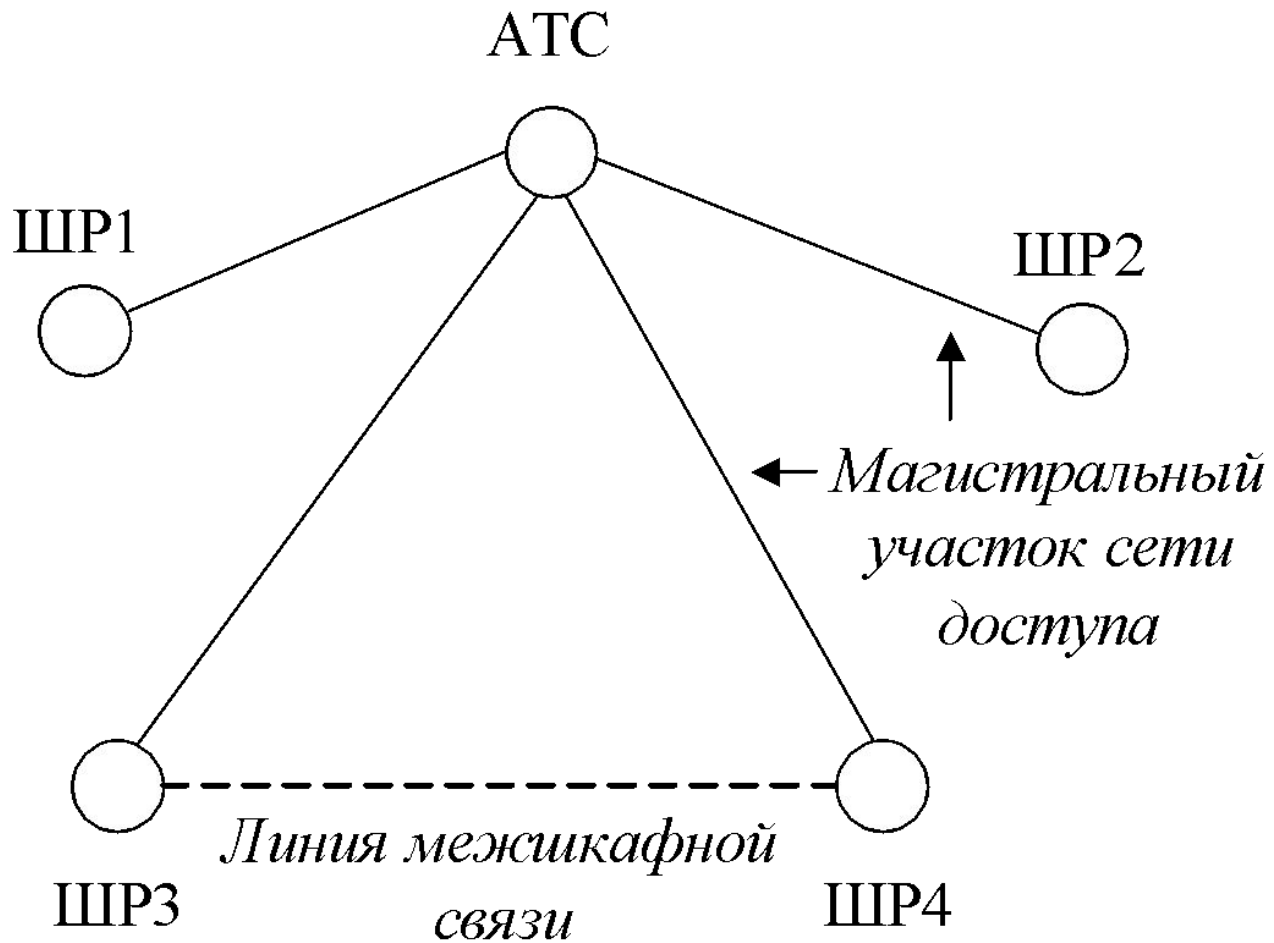 АТС
ШР1
ШР2
Магистральный
участок сети
доступа
Линия межшкафной
связи
ШР3
ШР4